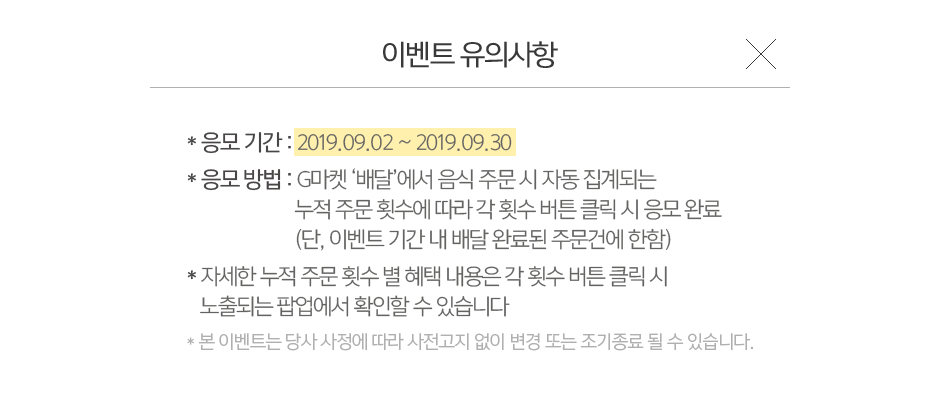 이벤트 유의사항
* 응모 기간 : 2019.09.02 ~ 2019.09.30
* 응모 방법 : G마켓 ‘배달’에서 음식 주문 시 자동 집계되는
누적 주문 횟수에 따라 각 횟수 버튼 클릭 시 응모 완료
(단, 이벤트 기간 내 배달 완료된 주문건에 한함)
* 자세한 누적 주문 횟수 별 혜택 내용은 각 횟수 버튼 클릭 시
노출되는 팝업에서 확인할 수 있습니다
* 본 이벤트는 당사 사정에 따라 사전고지 없이 변경 또는 조기종료 될 수 있습니다.